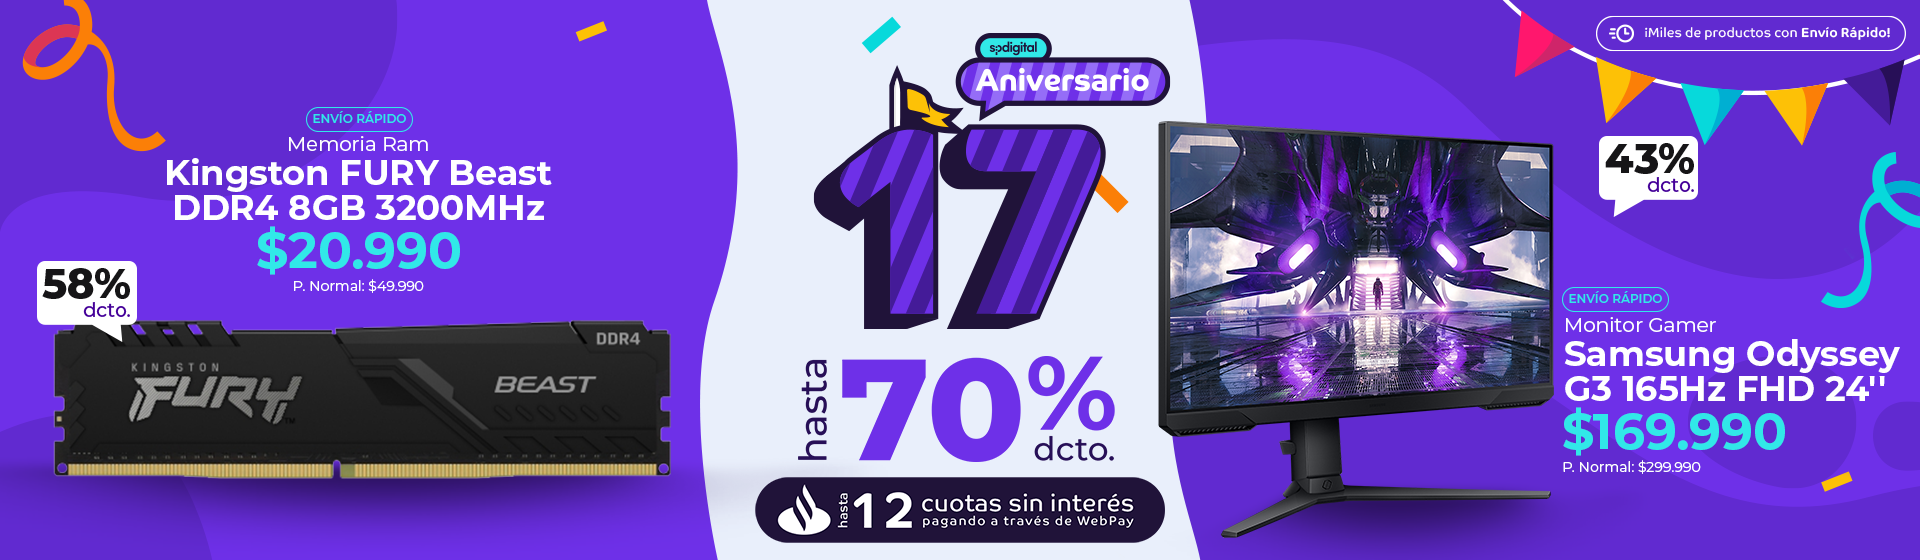 ENVÍO RÁPIDO
Memoria Ram
Kingston FURY Beast
DDR4 8GB 3200MHz
$20.990
P. Normal: $49.990
58%
dcto.
DDR4
KINGSTON
FURY
BEAST
spdigital
Aniversario
17
hasta
70%
dcto.
hasta
12
cuotas sin interés
pagando a través de WebPay
¡Miles de productos con Envío Rápido!
43%
dcto.
ENVÍO RÁPIDO
Monitor Gamer
Samsung Odyssey
G3 165Hz FHD 24''
$169.990
P. Normal: $299.990